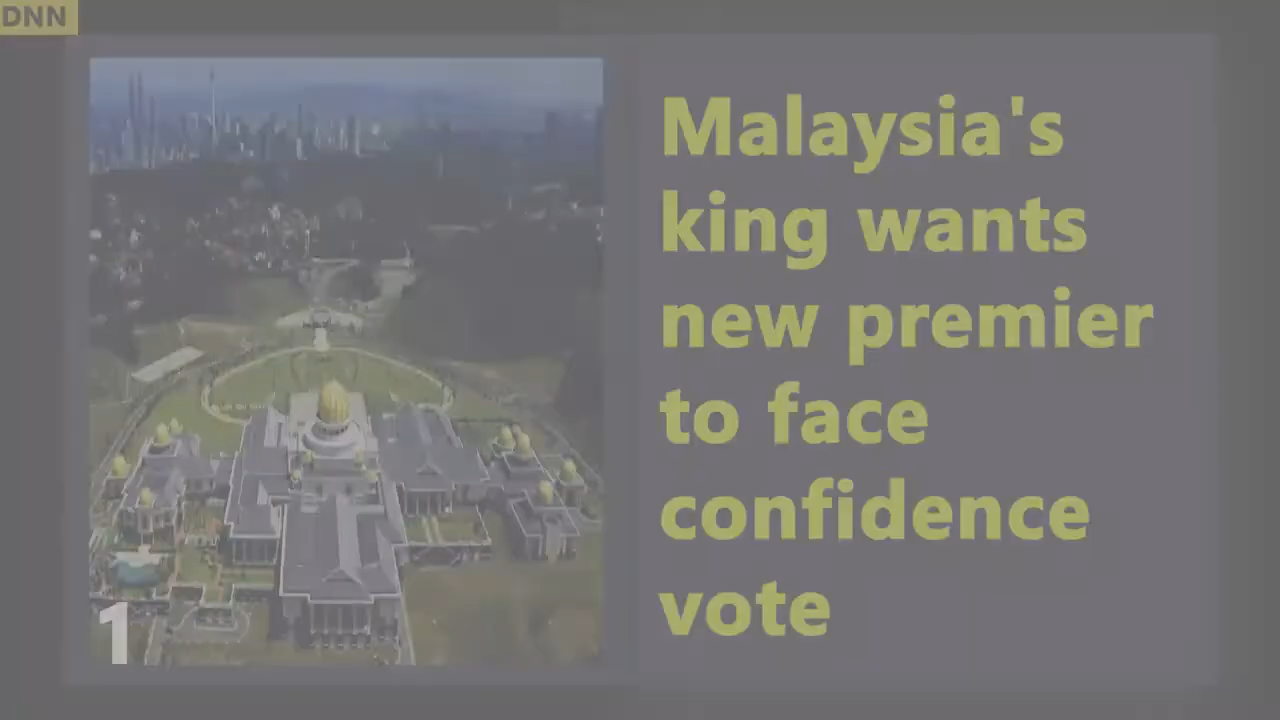 DNN
Malaysia's
king wants
new premier
to face
confidence
vote
1